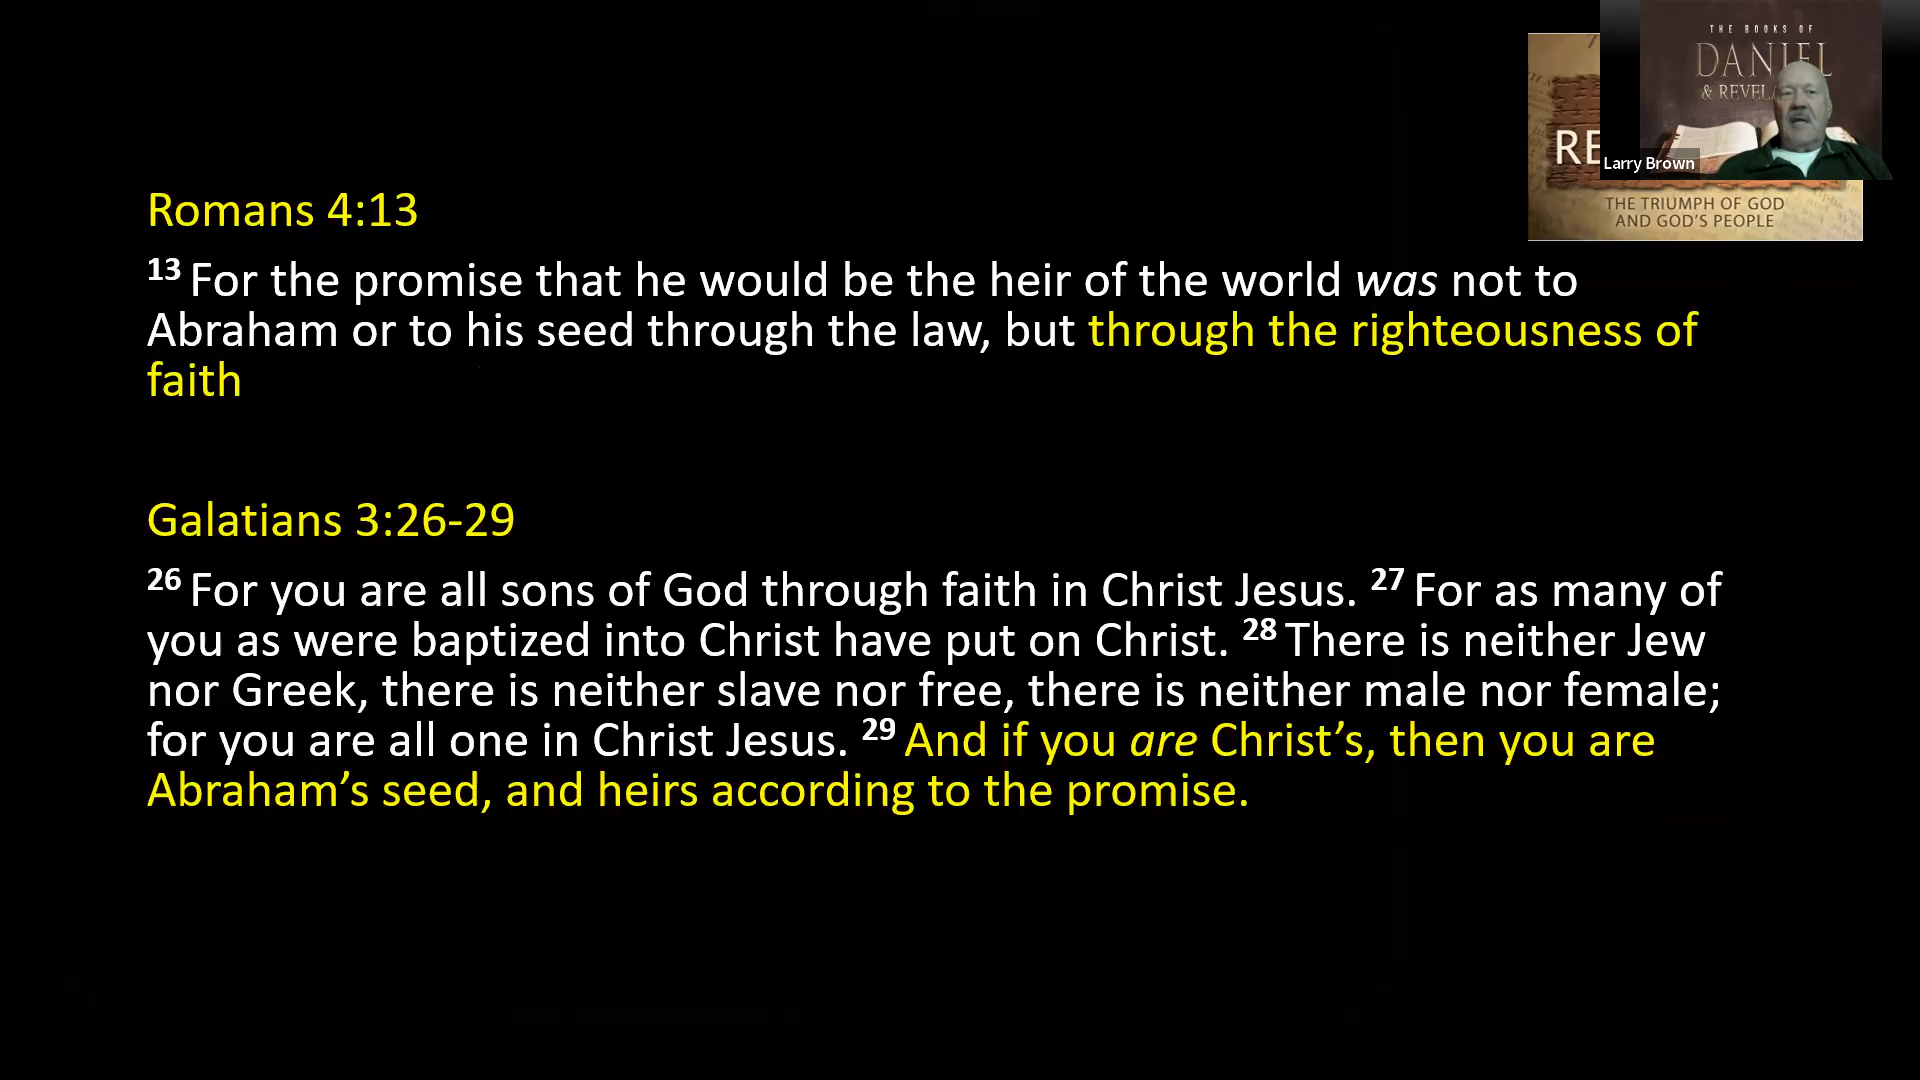 THE BOOKS OF
DANIEL
& REVEL
RE
Larry Brown
THE TRIUMPH OF GOD
AND GOD'S PEOPLE
Romans 4:13
13 For the promise that he would be the heir of the world was not to
Abraham or to his seed through the law, but through the righteousness of
faith
Galatians 3:26-29
26 For you are all sons of God through faith in Christ Jesus. 27 For as many of
you as were baptized into Christ have put on Christ. 28 There is neither Jew
nor Greek, there is neither slave nor free, there is neither male nor female;
for you are all one in Christ Jesus. 29 And if you are Christ’s, then you are
Abraham’s seed, and heirs according to the promise.